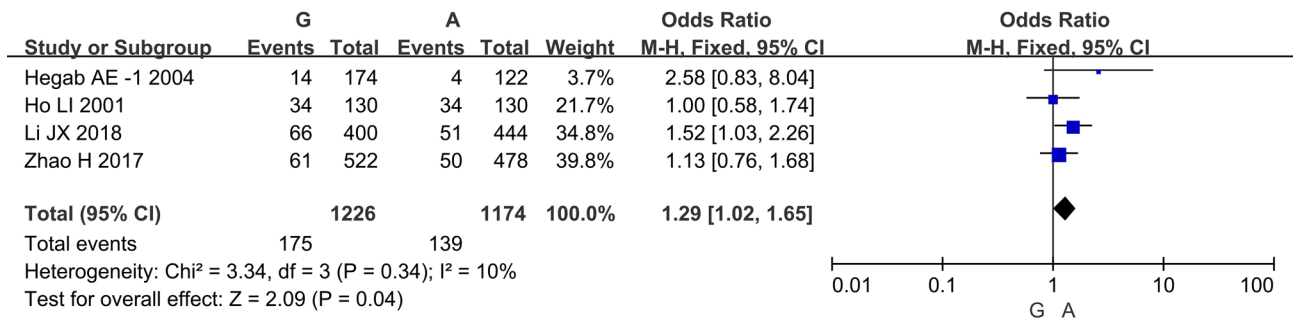 G A Odds Ratio Odds Ratio
Study or Subgroup Events Total Events Total Weight M-H, Fixed, 95% CI M-H, Fixed, 95% CI
Hegab AE -1 2004 14 174 4 122 3.7% 2.58 [0.83, 8.04]
Ho LI 2001 34 130 34 130 21.7% 1.00 [0.58, 1.74]
Li JX 2018 66 400 51 444 34.8% 1.52 [1.03, 2.26]
Zhao H 2017 61 522 50 478 39.8% 1.13 [0.76, 1.68]
Total (95% CI) 1226 1174 100.0% 1.29 [1.02, 1.65]
Total events 175 139
Heterogeneity: Chi² = 3.34, df = 3 (P = 0.34); I² = 10%
Test for overall effect: Z = 2.09 (P = 0.04)
0.01 0.1 1 10 100
G A